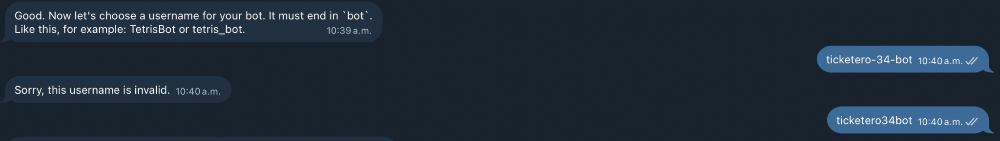 Good. Now let's choose a username for your bot. It must end in `bot`.
Like this, for example: TetrisBot or tetris_bot.
10:39 a.m.
ticketero-34-bot 10:40 a.m.
Sorry, this username is invalid. 10:40 a.m.
ticketero34bot 10:40 a.m.